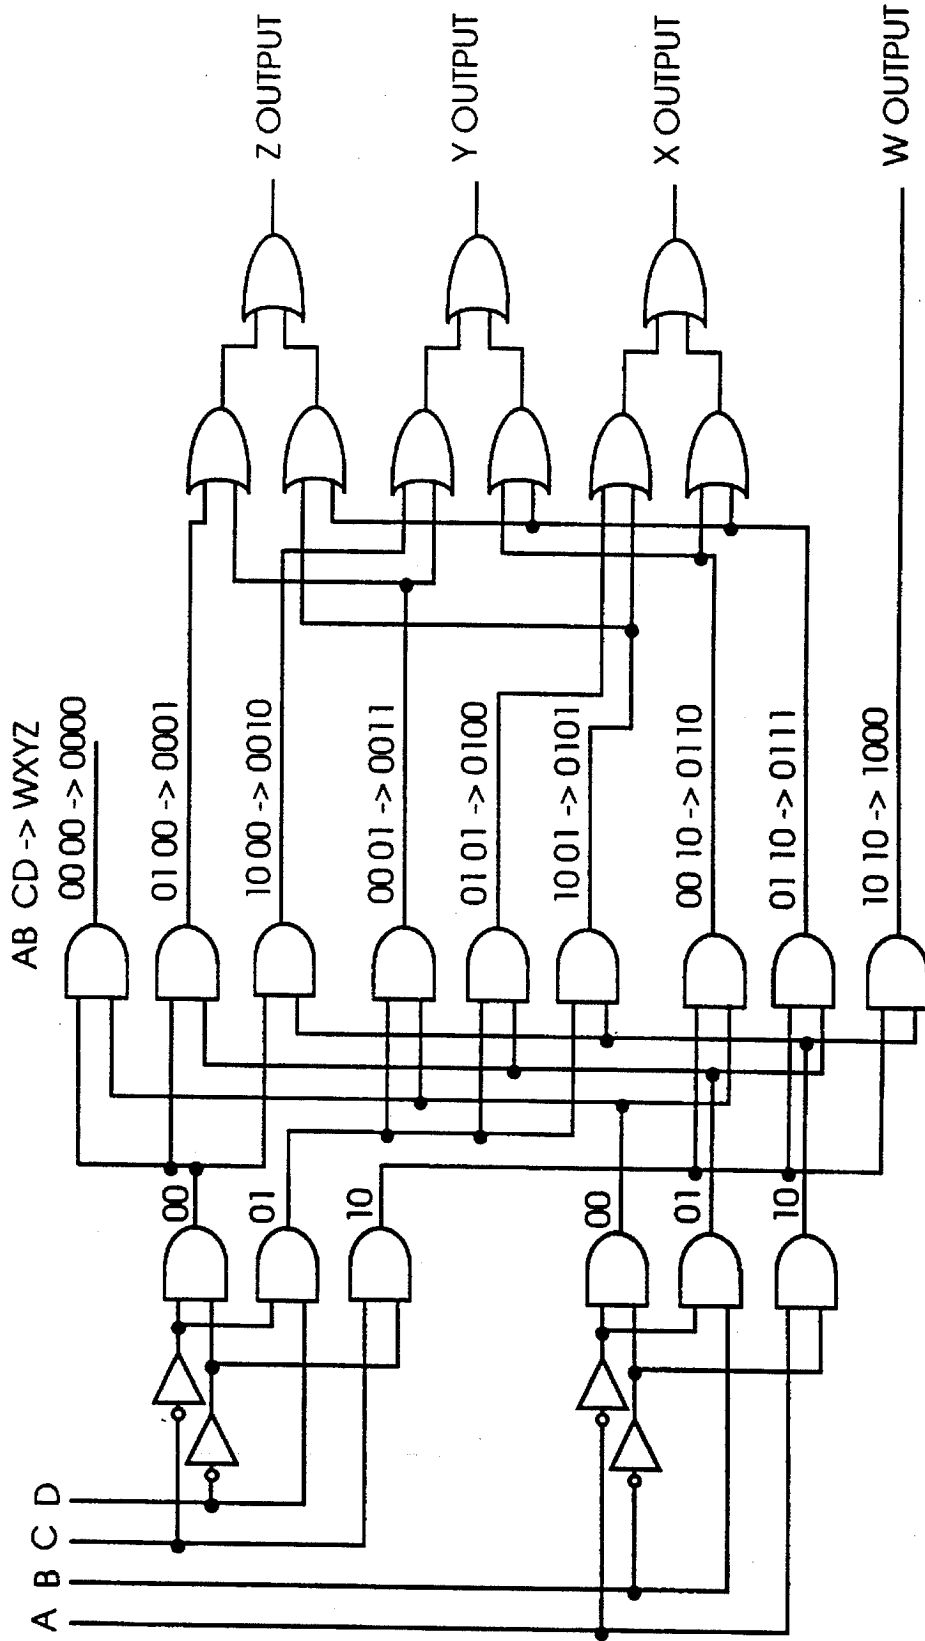 A
B
C
D
00
01
10
00
01
10
AB CD -> WXYZ
00 00 -> 0000
01 00 -> 0001
10 00 -> 0010
00 01 -> 0011
01 01 -> 0100
10 01 -> 0101
00 10 -> 0110
01 10 -> 0111
10 10 -> 1000
Z OUTPUT
Y OUTPUT
X OUTPUT
W OUTPUT